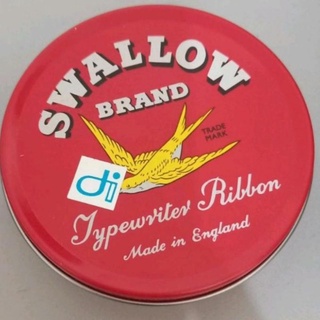 SWALLOW
BRAND
TRADE
MARK
di
Typewriter Ribbon
Made in England